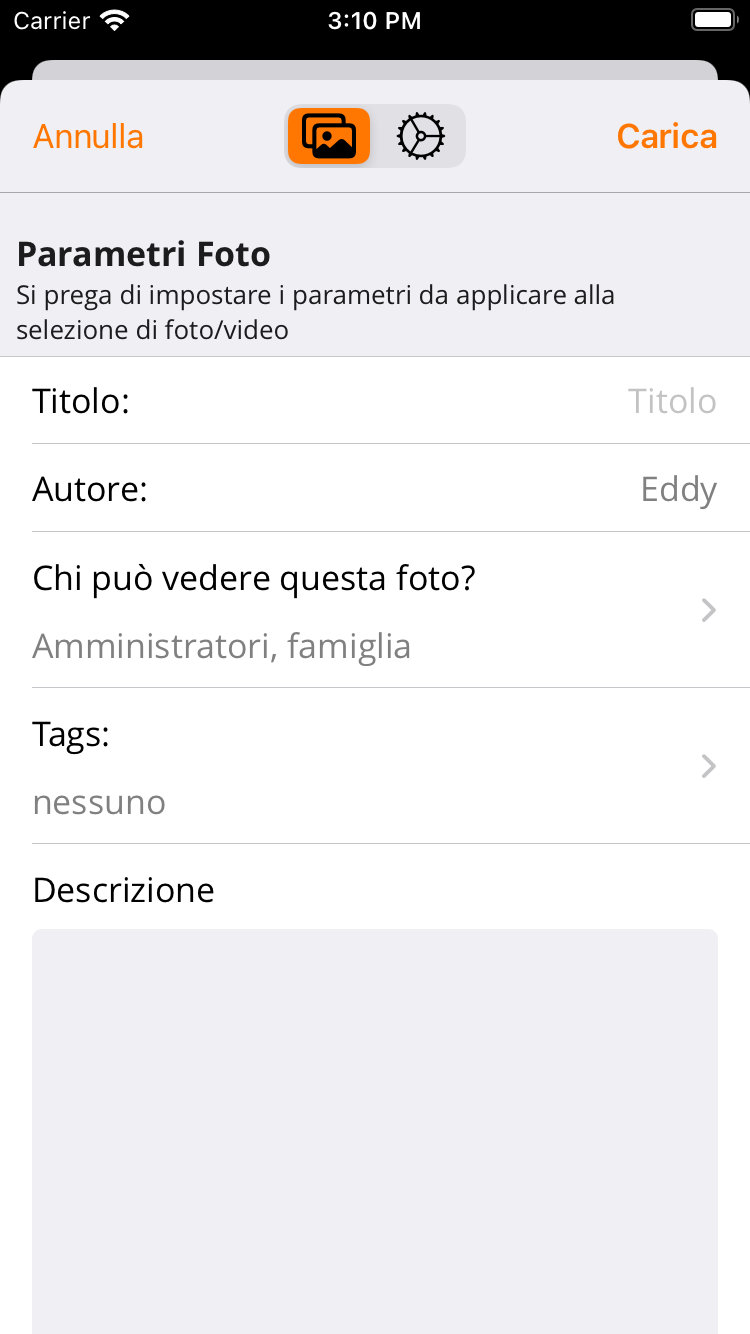 Carrier 3:10 PM
Annulla Carica
Parametri Foto
Si prega di impostare i parametri da applicare alla
selezione di foto/video
Titolo: Titolo
Autore: Eddy
Chi può vedere questa foto?
Amministratori, famiglia
Tags:
nessuno
Descrizione